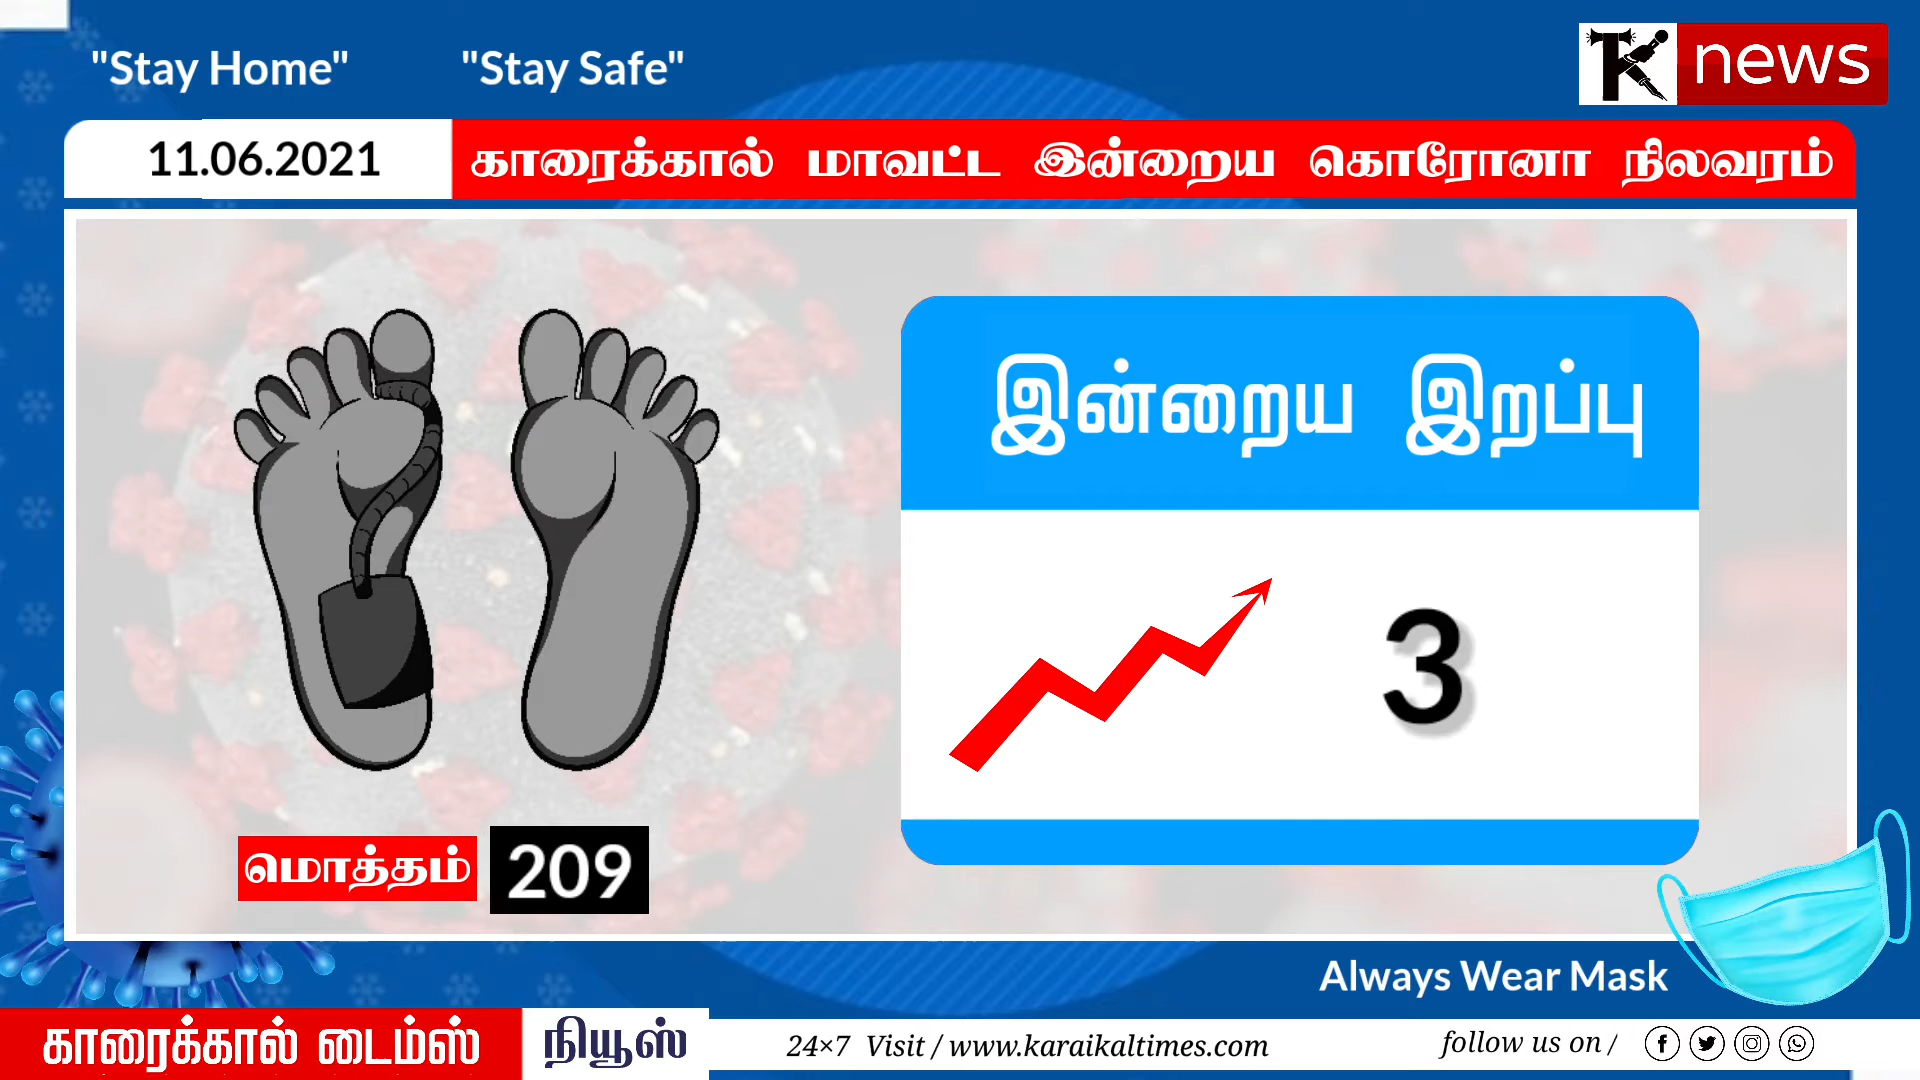 "Stay Home" "Stay Safe"
TK news
11.06.2021 காரைக்கால் மாவட்ட இன்றைய கொரோனா நிலவரம்
இன்றைய இறப்பு
3
மொத்தம் 209
Always Wear Mask
காரைக்கால் டைம்ஸ் நியூஸ் 24×7 Visit / www.karaikaltimes.com follow us on /